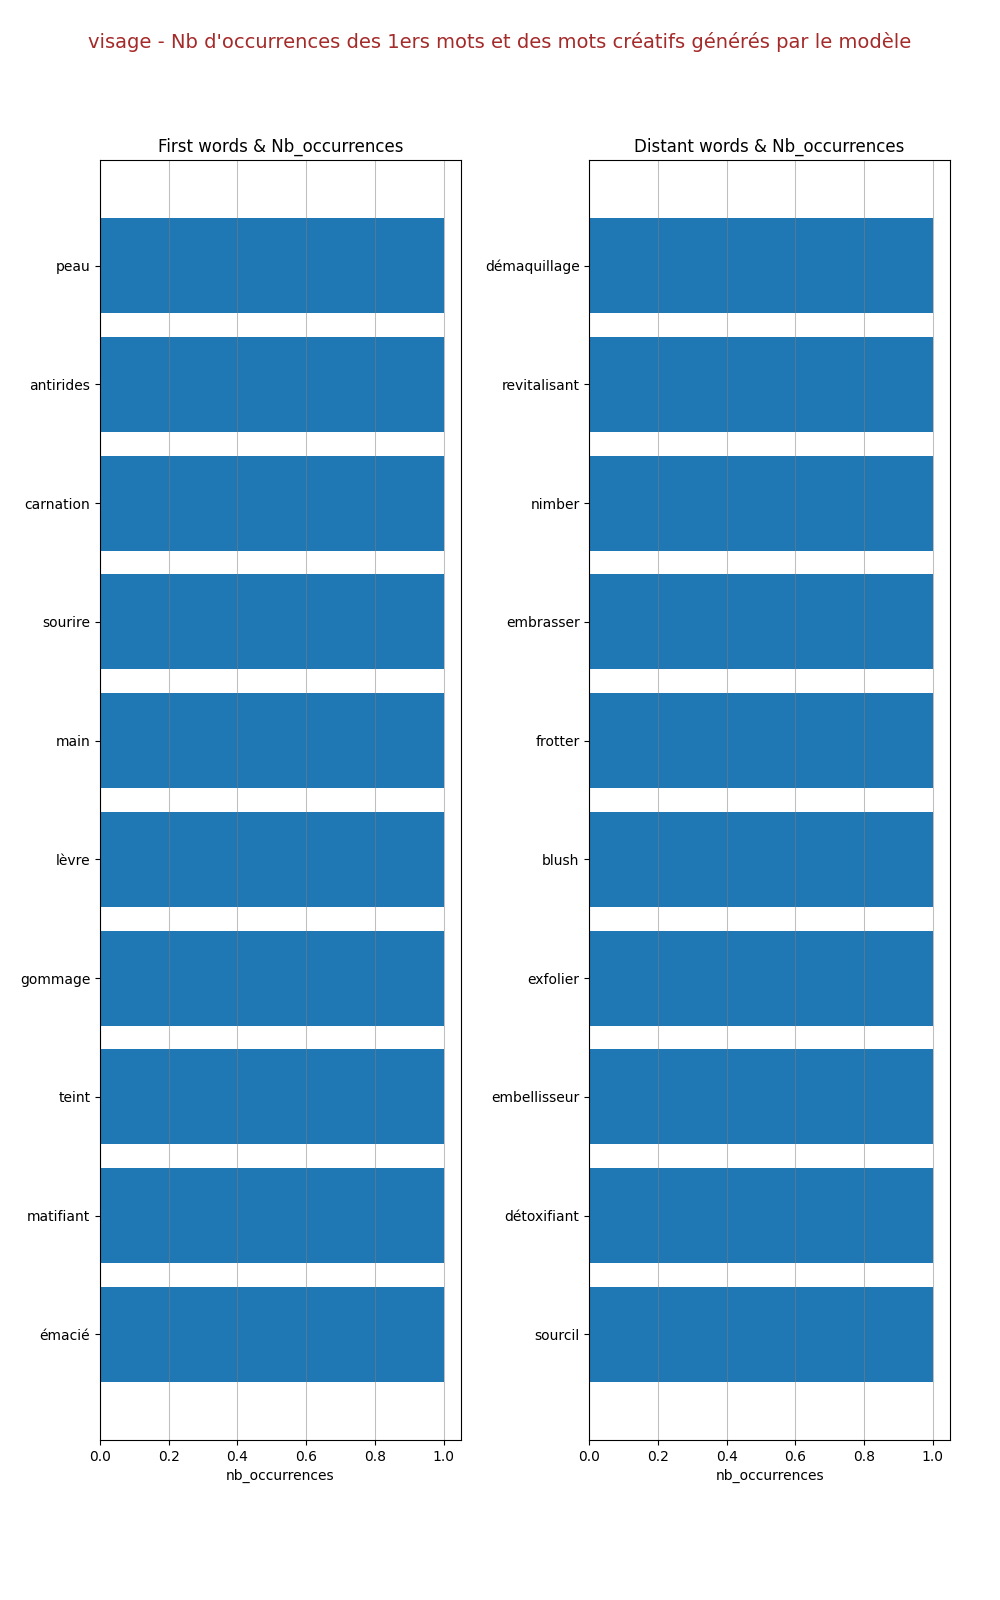 visage - Nb d'occurrences des 1ers mots et des mots créatifs générés par le modèle
First words & Nb_occurrences
peau
antirides
carnation
sourire
main
lèvre
gommage
teint
matifiant
émacié
0.0 0.2 0.4 0.6 0.8 1.0
nb_occurrences
Distant words & Nb_occurrences
démaquillage
revitalisant
nimber
embrasser
frotter
blush
exfolier
embellisseur
détoxifiant
sourcil
0.0 0.2 0.4 0.6 0.8 1.0
nb_occurrences